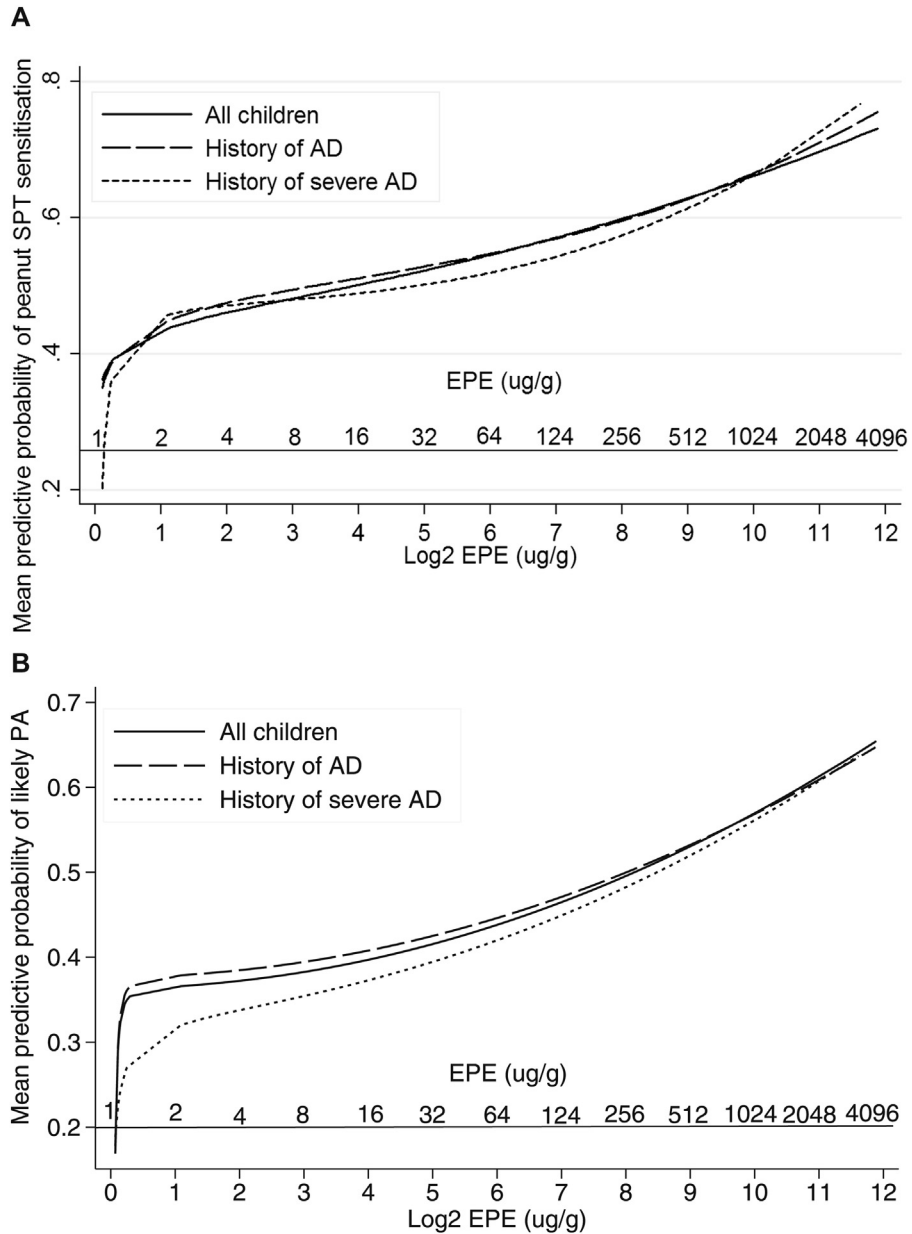 A
Mean predictive probability of peanut SPT sensitisation
.8
.6
.4
.2
All children
History of AD
History of severe AD
EPE (ug/g)
1 2 4 8 16 32 64 124 256 512 1024 2048 4096
0 1 2 3 4 5 6 7 8 9 10 11 12
Log2 EPE (ug/g)
B
Mean predictive probability of likely PA
0.7
0.6
0.5
0.4
0.3
0.2
All children
History of AD
History of severe AD
EPE (ug/g)
1 2 4 8 16 32 64 124 256 512 1024 2048 4096
0 1 2 3 4 5 6 7 8 9 10 11 12
Log2 EPE (ug/g)